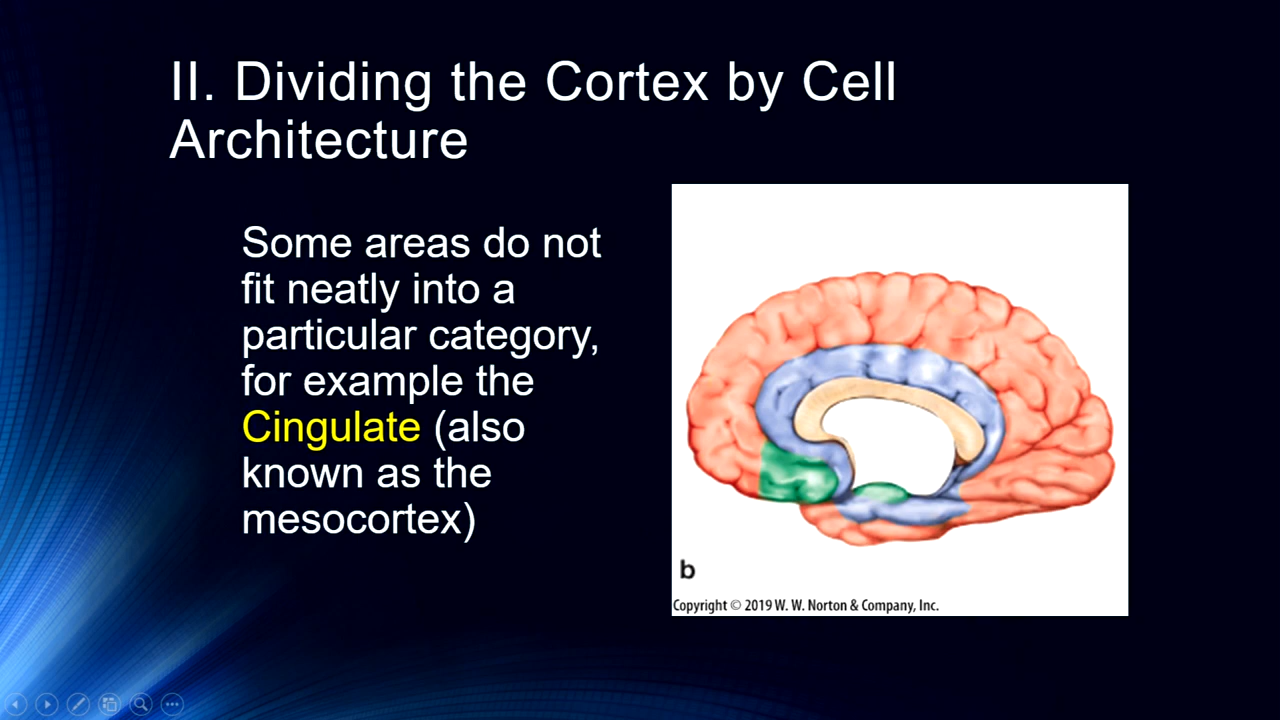 II. Dividing the Cortex by Cell
Architecture
Some areas do not
fit neatly into a
particular category,
for example the
Cingulate (also
known as the
mesocortex)
b
Copyright © 2019 W. W. Norton & Company, Inc.